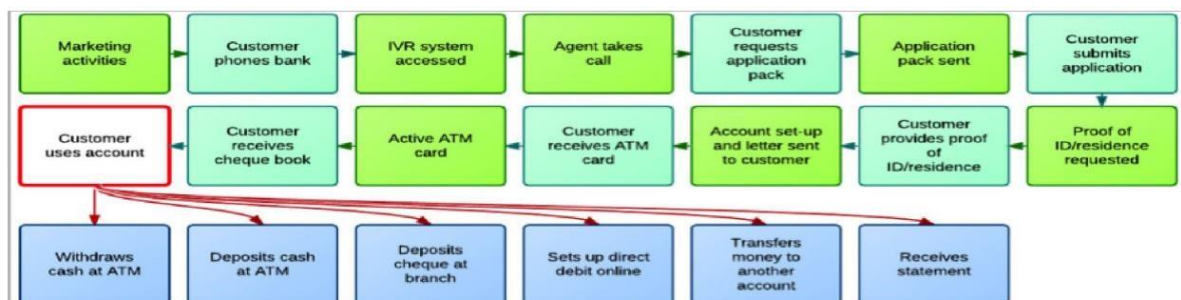 Marketing
activities
Customer
phones bank
IVR system
accessed
Agent takes
call
Customer
requests
application
pack
Application
pack sent
Customer
submits
application
Customer
uses account
Customer
receives
cheque book
Active ATM
card
Customer
receives ATM
card
Account set-up
and letter sent
to customer
Customer
provides proof
of
ID/residence
Proof of
ID/residence
requested
Withdraws
cash at ATM
Deposits cash
at ATM
Deposits
cheque at
branch
Sets up direct
debit online
Transfers
money to
another
account
Receives
statement